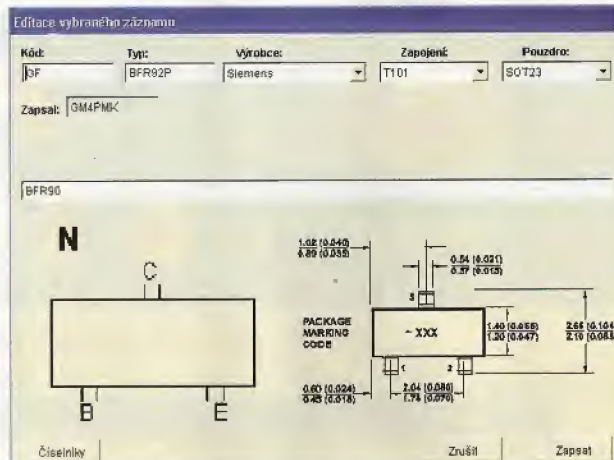 Editace vybraného záznamu
Kód: Typ: Výrobce: Zapojení: Pouzdro:
GF BFR92P Siemens T101 SOT23
Zapsal: GM4PMK
BFR90
N
C
B E
1.02 (0.040)
0.89 (0.035)
0.54 (0.021)
0.37 (0.015)
3
PACKAGE
MARKING
CODE
~ XXX
1.40 (0.055)
1.20 (0.047)
2.65 (0.104
2.10 (0.083
1 2
0.60 (0.024)
0.45 (0.018)
2.04 (0.080)
1.78 (0.070)
Číselníky Zrušit Zapsat